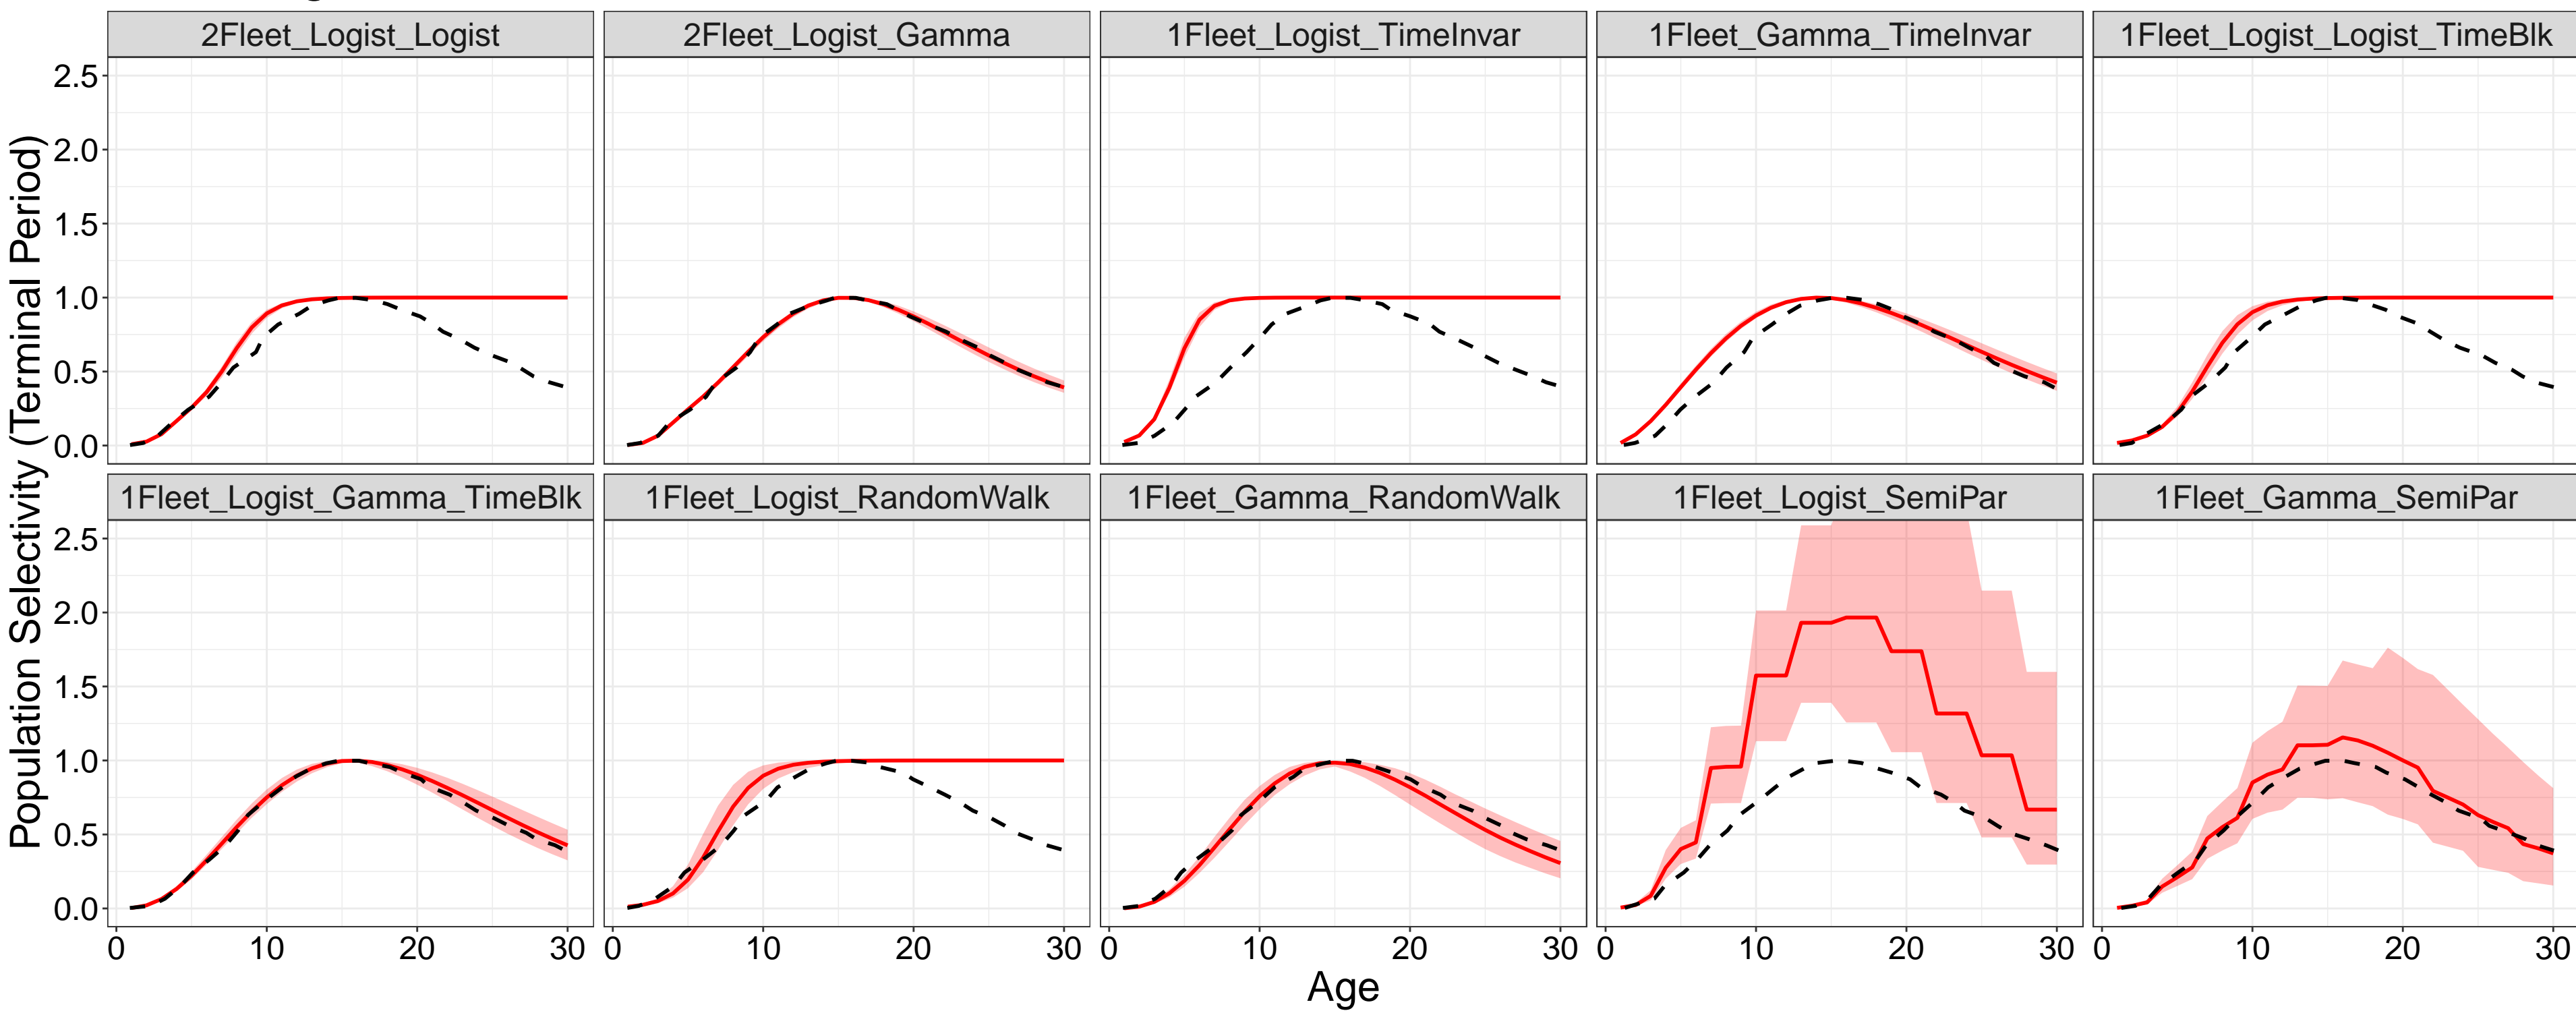 2Fleet_Logist_Logist
2Fleet_Logist_Gamma
1Fleet_Logist_TimeInvar
1Fleet_Gamma_TimeInvar
1Fleet_Logist_Logist_TimeBlk
2.5
2.0
1.5
1.0
0.5
0.0
1Fleet_Logist_Gamma_TimeBlk
1Fleet_Logist_RandomWalk
1Fleet_Gamma_RandomWalk
1Fleet_Logist_SemiPar
1Fleet_Gamma_SemiPar
2.5
2.0
1.5
1.0
0.5
0.0
0 10 20 30
0 10 20 30
0 10 20 30
0 10 20 30
0 10 20 30
Age
Population Selectivity (Terminal Period)